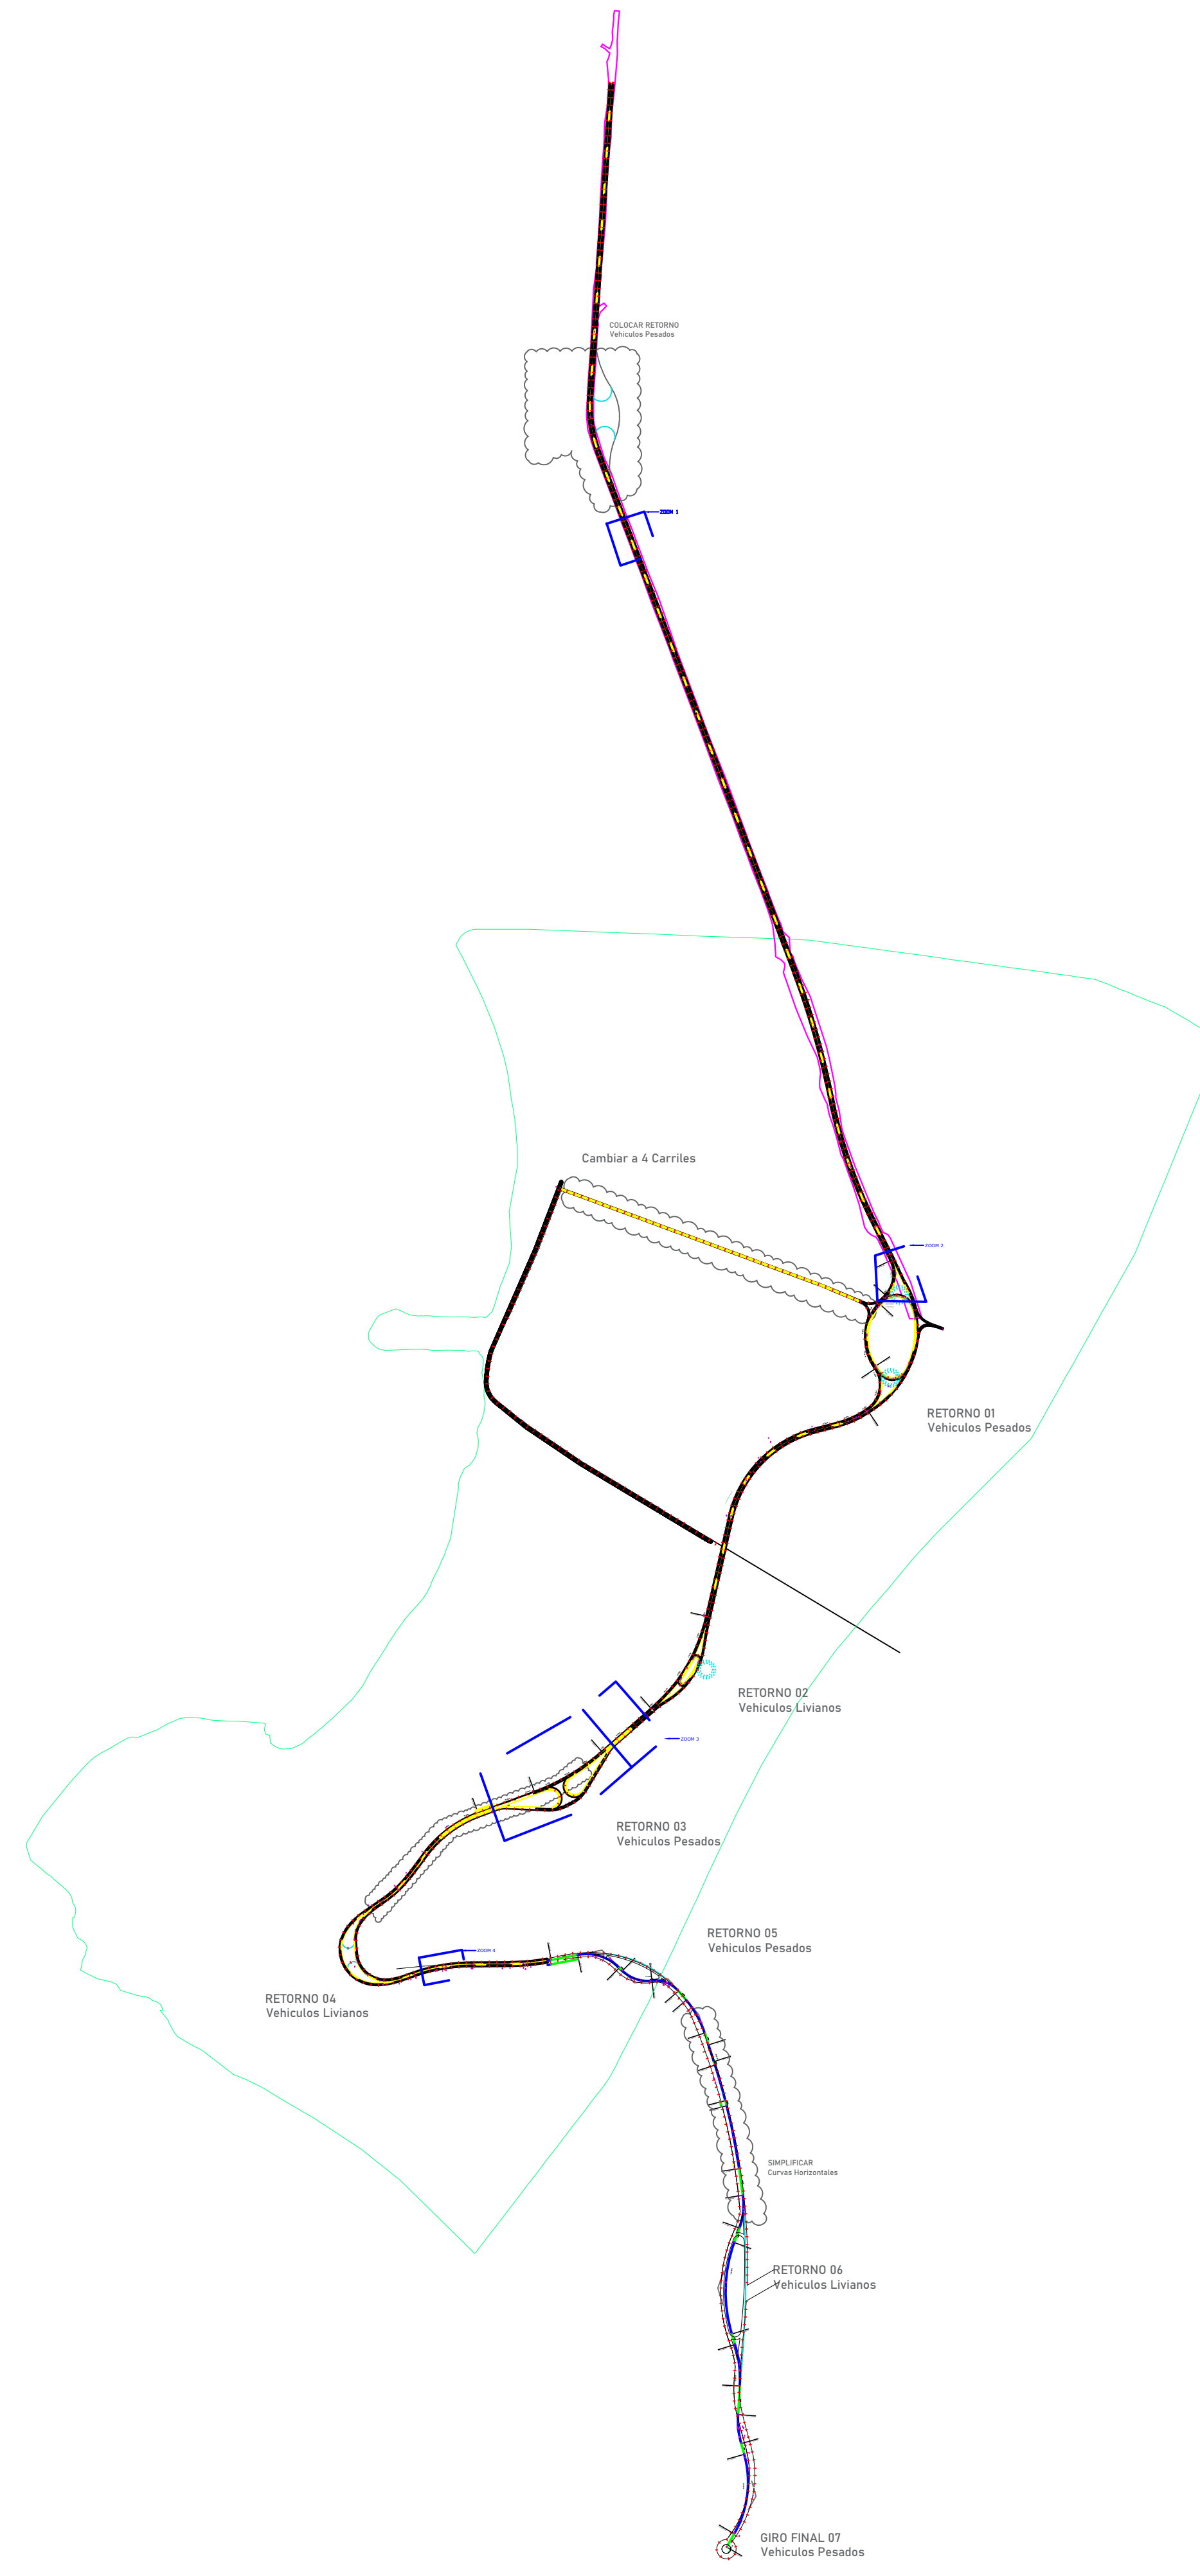 COLOCAR RETORNO
Vehiculos Pesados
ZOOM 1
Cambiar a 4 Carriles
ZOOM 2
RETORNO 01
Vehiculos Pesados
RETORNO 02
Vehiculos Livianos
ZOOM 3
RETORNO 03
Vehiculos Pesados
RETORNO 05
Vehiculos Pesados
ZOOM 4
RETORNO 04
Vehiculos Livianos
SIMPLIFICAR
Curvas Horizontales
RETORNO 06
Vehiculos Livianos
GIRO FINAL 07
Vehiculos Pesados